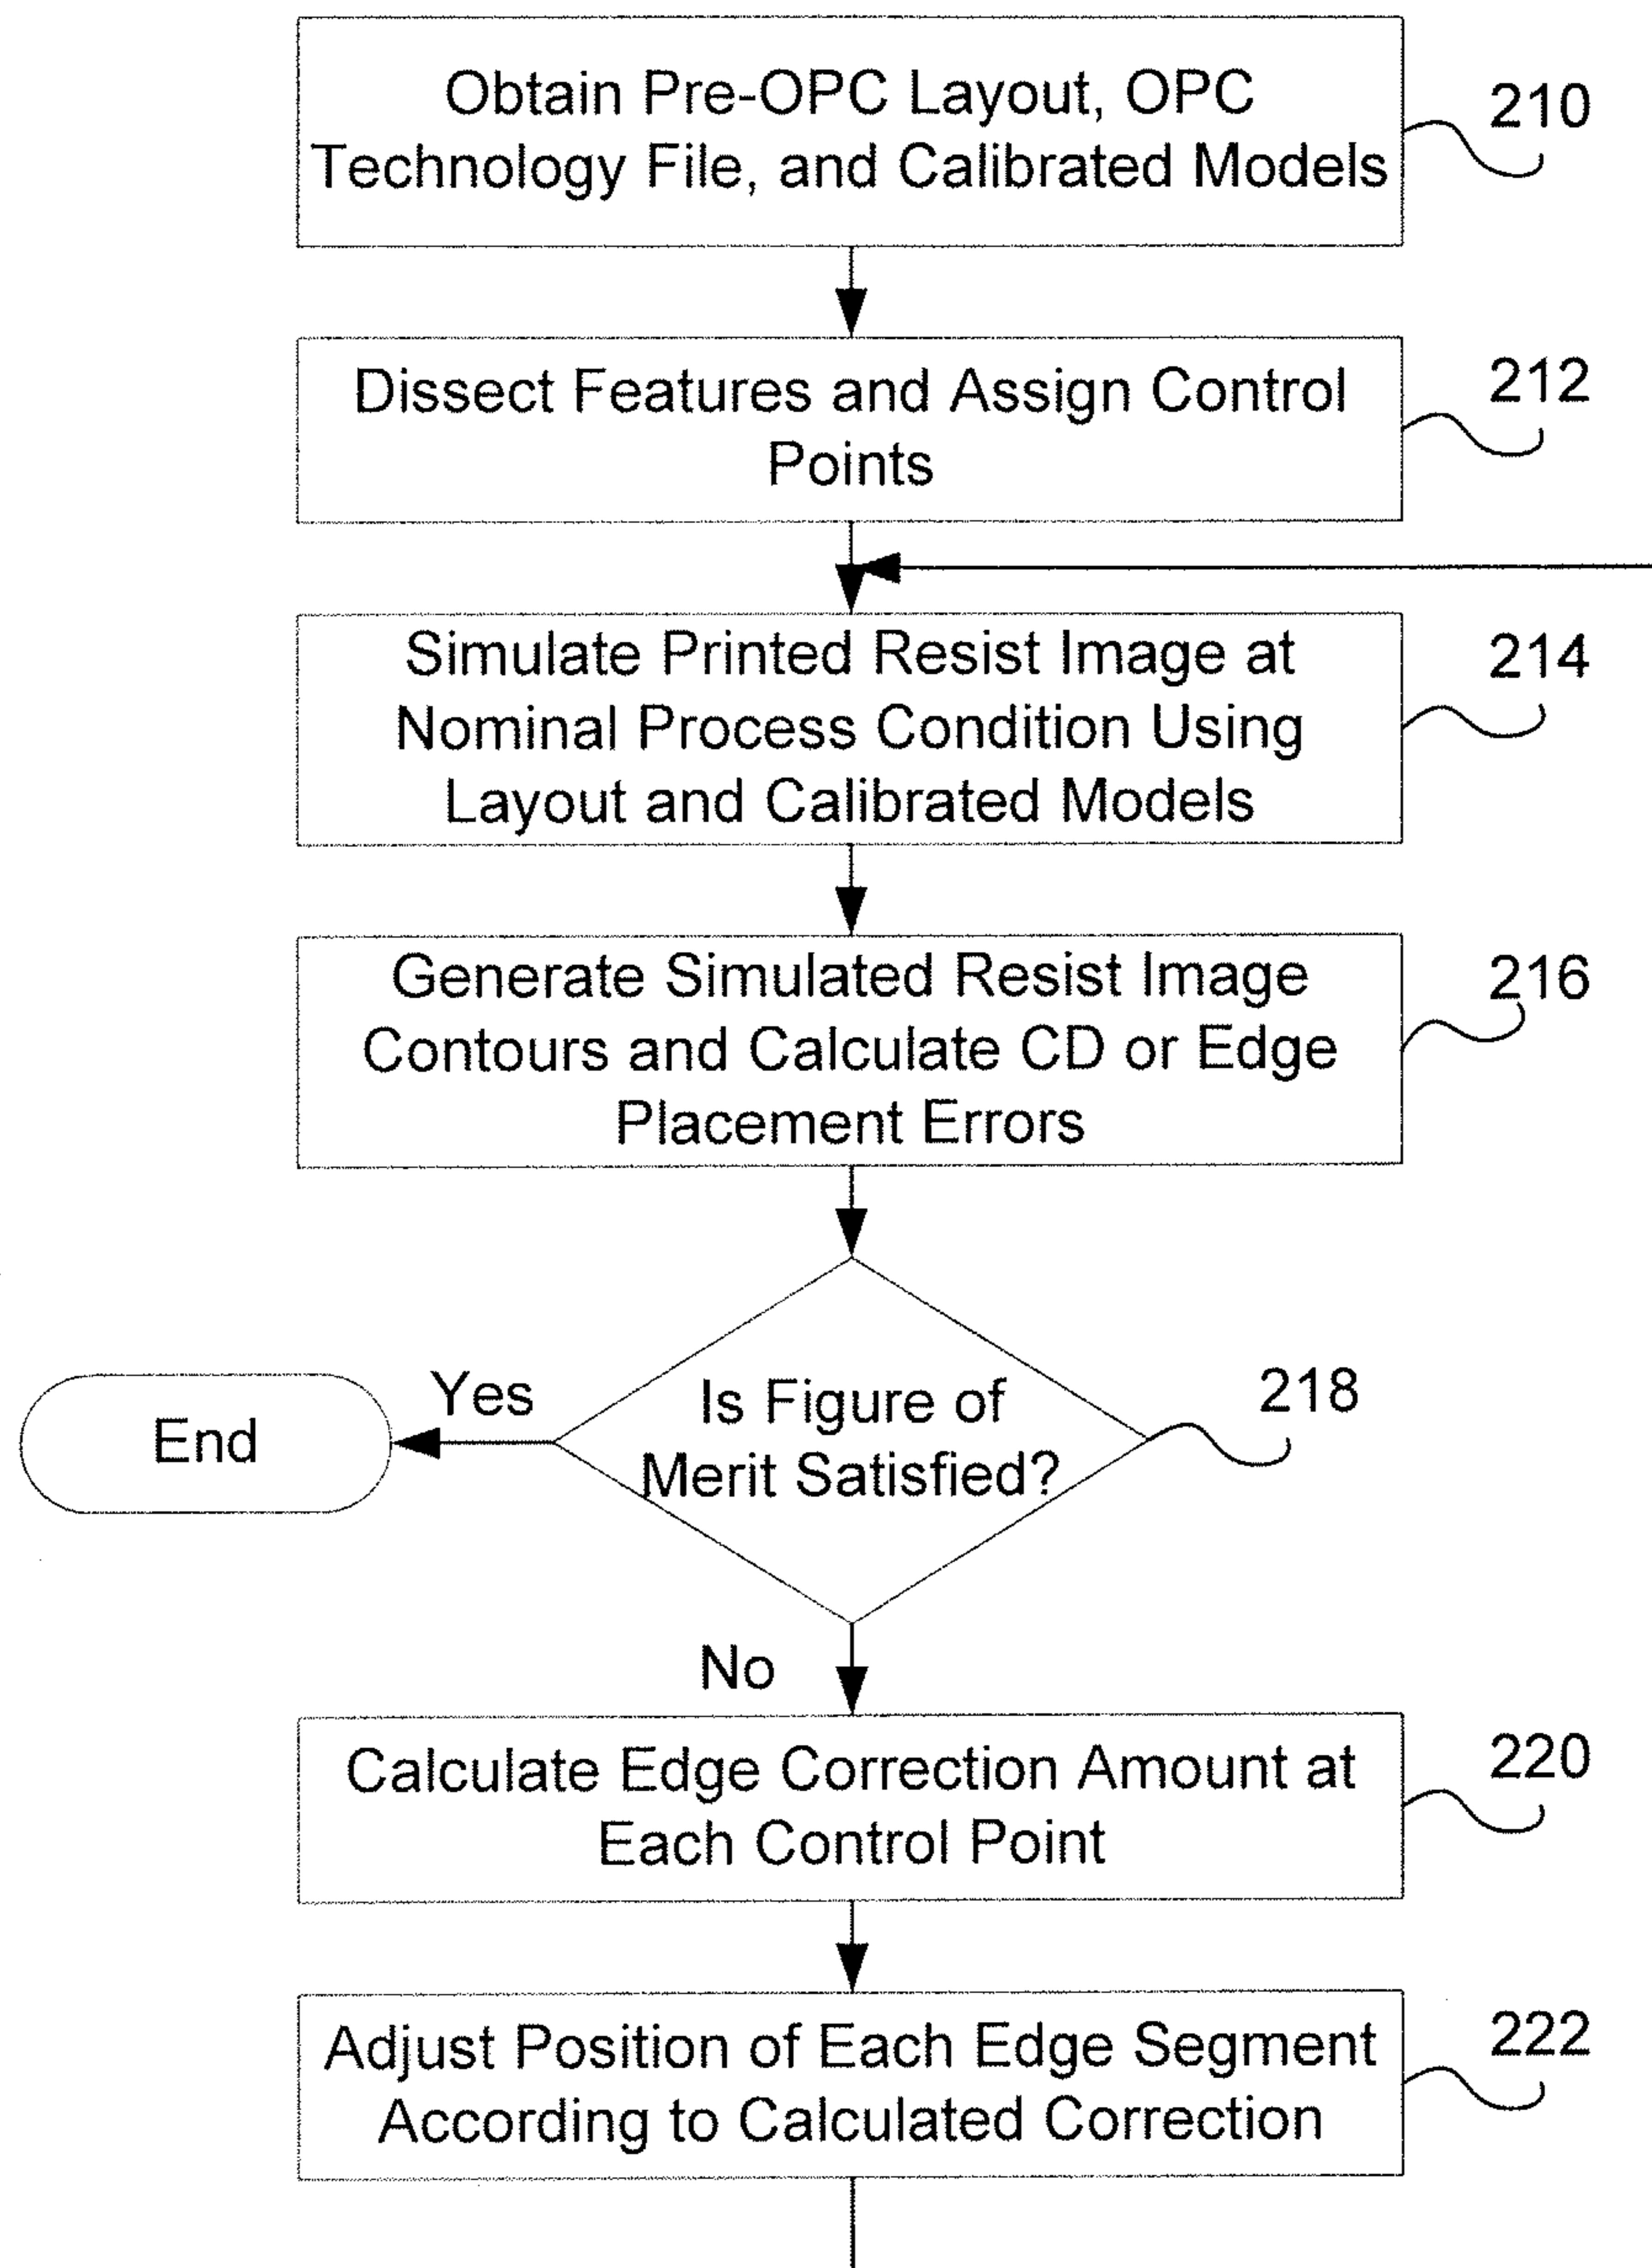 Obtain Pre-OPC Layout, OPC
Technology File, and Calibrated Models
210
Dissect Features and Assign Control
Points
212
Simulate Printed Resist Image at
Nominal Process Condition Using
Layout and Calibrated Models
214
Generate Simulated Resist Image
Contours and Calculate CD or Edge
Placement Errors
216
Is Figure of
Merit Satisfied?
218
Yes
End
No
Calculate Edge Correction Amount at
Each Control Point
220
Adjust Position of Each Edge Segment
According to Calculated Correction
222